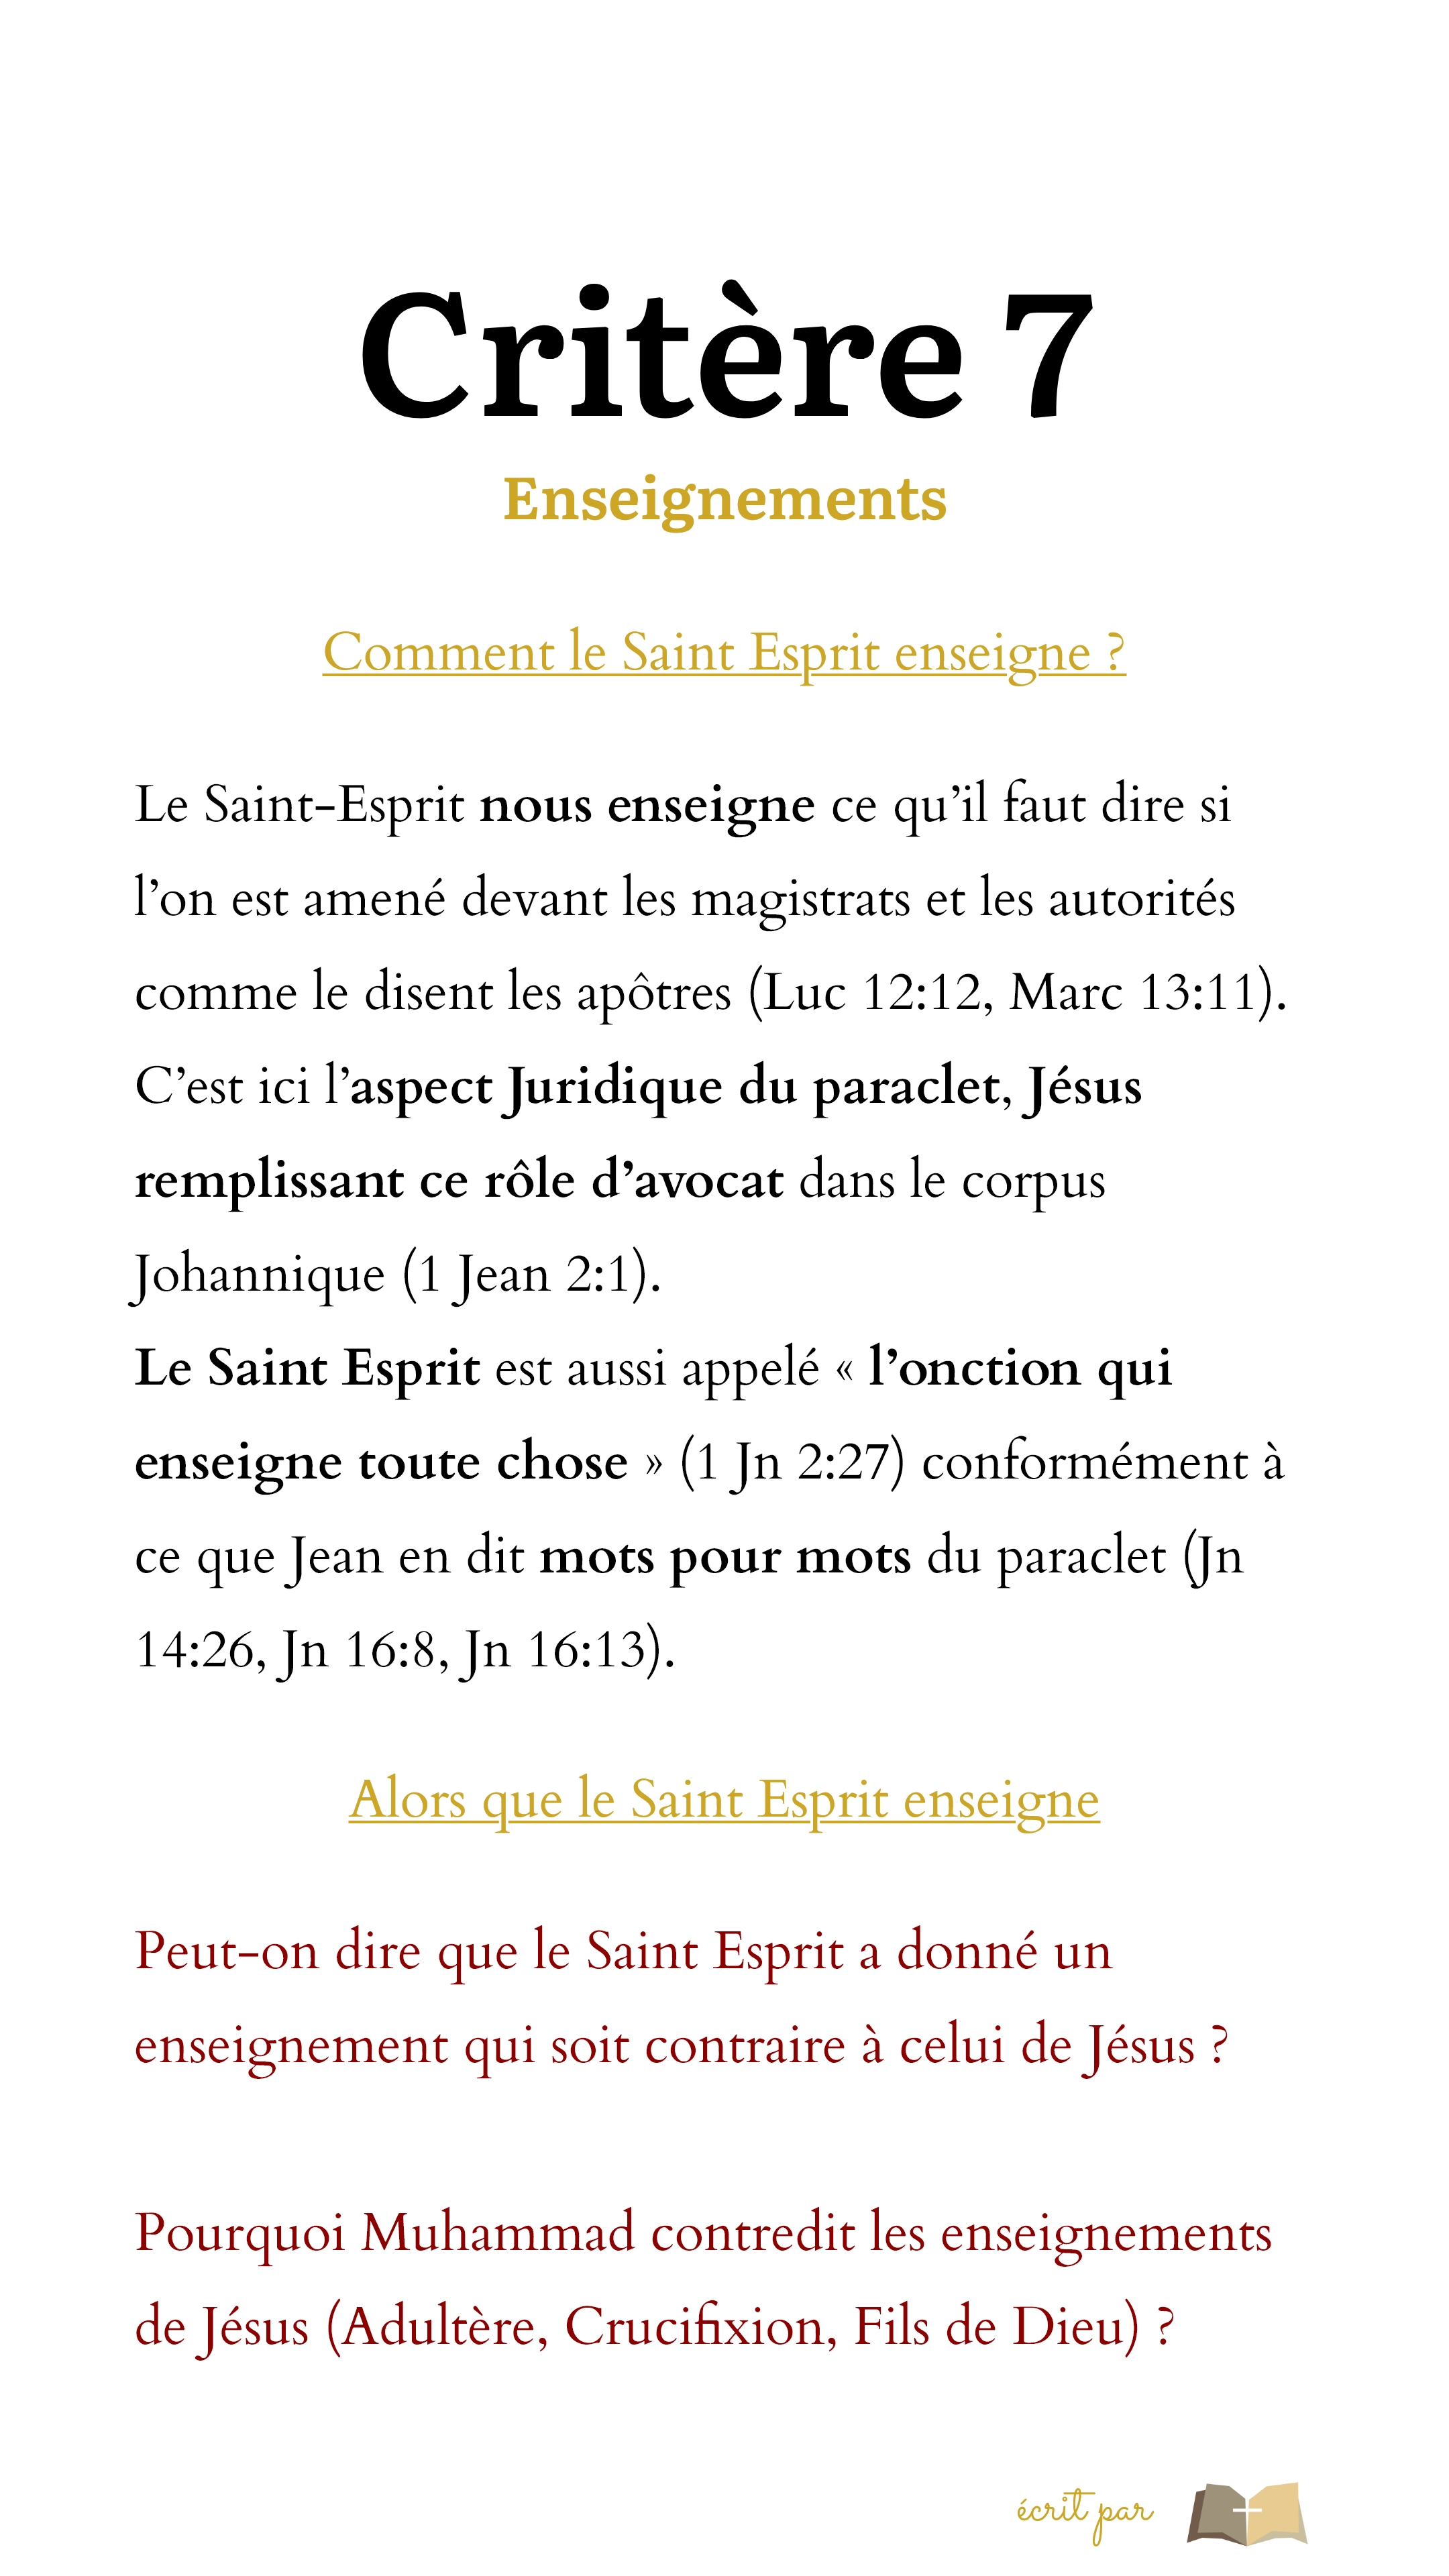 Critère 7
Enseignements
Comment le Saint Esprit enseigne ?
Le Saint-Esprit nous enseigne ce qu’il faut dire si
l’on est amené devant les magistrats et les autorités
comme le disent les apôtres (Luc 12:12, Marc 13:11).
C’est ici l’aspect Juridique du paraclet, Jésus
remplissant ce rôle d’avocat dans le corpus
Johannique (1 Jean 2:1).
Le Saint Esprit est aussi appelé « l’onction qui
enseigne toute chose » (1 Jn 2:27) conformément à
ce que Jean en dit mots pour mots du paraclet (Jn
14:26, Jn 16:8, Jn 16:13).
Alors que le Saint Esprit enseigne
Peut-on dire que le Saint Esprit a donné un
enseignement qui soit contraire à celui de Jésus ?
Pourquoi Muhammad contredit les enseignements
de Jésus (Adultère, Crucifixion, Fils de Dieu) ?
écrit par